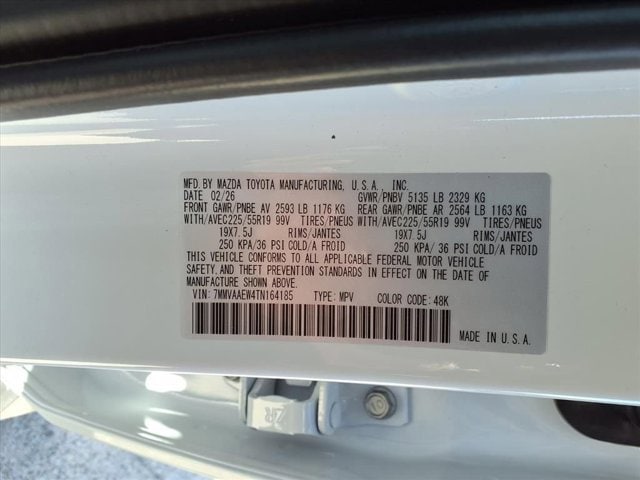 MFD. BY MAZDA TOYOTA MANUFACTURING, U.S.A., INC.
DATE 02/26 GVWR/PNBV 5135 LB 2329 KG
FRONT GAWR/PNBE AV 2593 LB 1176 KG REAR GAWR/PNBE AR 2564 LB 1163 KG
WITH/AVEC225/55R19 99V TIRES/PNEUS WITH/AVEC225/55R19 99V TIRES/PNEUS
19X7.5J RIMS/JANTES 19X7.5J RIMS/JANTES
250 KPA/36 PSI COLD/A FROID 250 KPA/ 36 PSI COLD/A FROID
THIS VEHICLE CONFORMS TO ALL APPLICABLE FEDERAL MOTOR VEHICLE
SAFETY, AND THEFT PREVENTION STANDARDS IN EFFECT ON THE DATE OF
MANUFACTURE SHOWN ABOVE.
VIN: 7MMVAAEW4TN164185 TYPE: MPV COLOR CODE: 48K
MADE IN U.S.A.
ZR
10